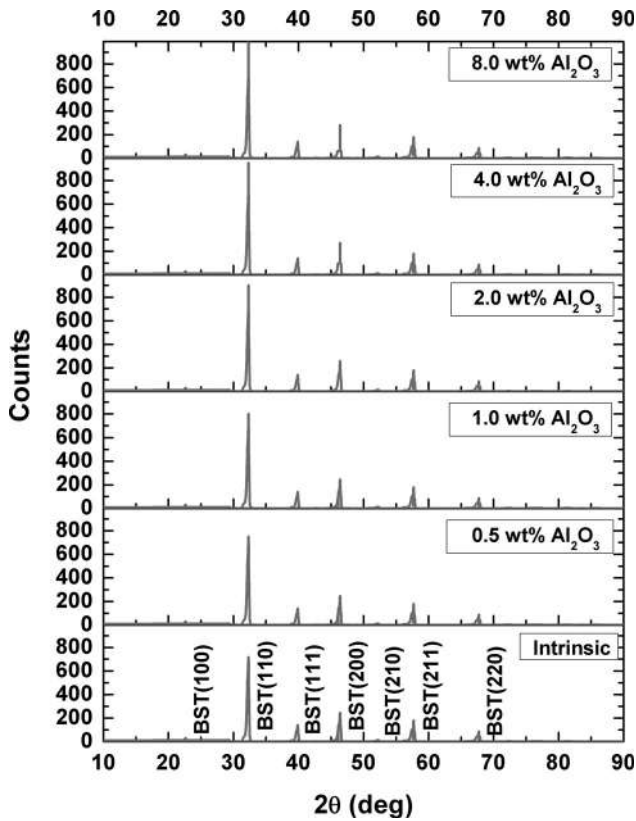 10 20 30 40 50 60 70 80 90
800
600
400
200
0
8.0 wt% Al₂O₃
800
600
400
200
0
4.0 wt% Al₂O₃
800
600
400
200
0
2.0 wt% Al₂O₃
Counts
800
600
400
200
0
1.0 wt% Al₂O₃
800
600
400
200
0
0.5 wt% Al₂O₃
800
600
400
200
0
Intrinsic
BST(100)
BST(110)
BST(111)
BST(200)
BST(210)
BST(211)
BST(220)
10 20 30 40 50 60 70 80 90
2θ (deg)